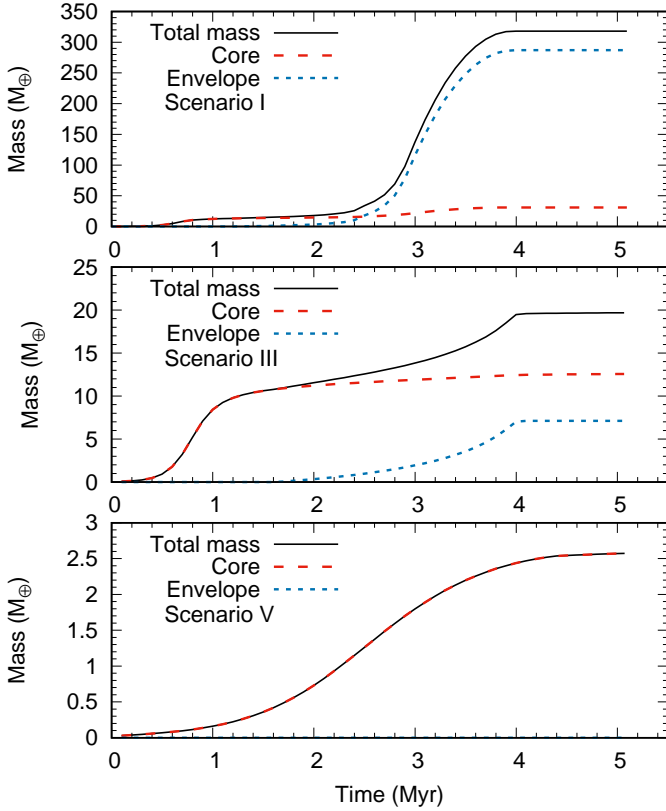 350
300
250
200
150
100
50
0
Mass (M⊕)
Total mass
Core
Envelope
Scenario I
0 1 2 3 4 5
25
20
15
10
5
0
Mass (M⊕)
Total mass
Core
Envelope
Scenario III
0 1 2 3 4 5
3
2.5
2
1.5
1
0.5
0
Mass (M⊕)
Total mass
Core
Envelope
Scenario V
0 1 2 3 4 5
Time (Myr)